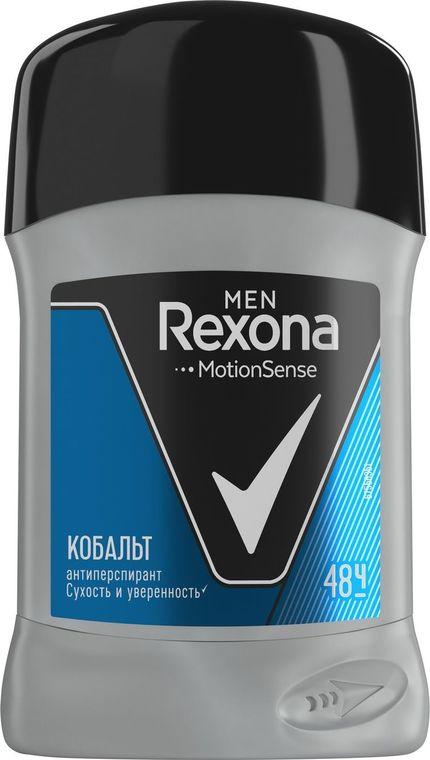 MEN
Rexona
MotionSense
КОБАЛЬТ
антиперспирант
Сухость и уверенность
48ч